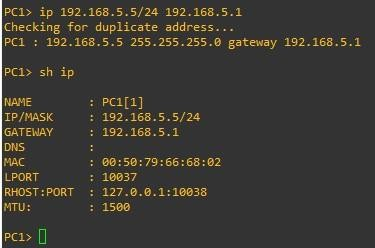 PC1> ip 192.168.5.5/24 192.168.5.1
Checking for duplicate address...
PC1 : 192.168.5.5 255.255.255.0 gateway 192.168.5.1
PC1> sh ip
NAME        : PC1[1]
IP/MASK     : 192.168.5.5/24
GATEWAY     : 192.168.5.1
DNS         :
MAC         : 00:50:79:66:68:02
LPORT       : 10037
RHOST:PORT  : 127.0.0.1:10038
MTU:        : 1500
PC1>